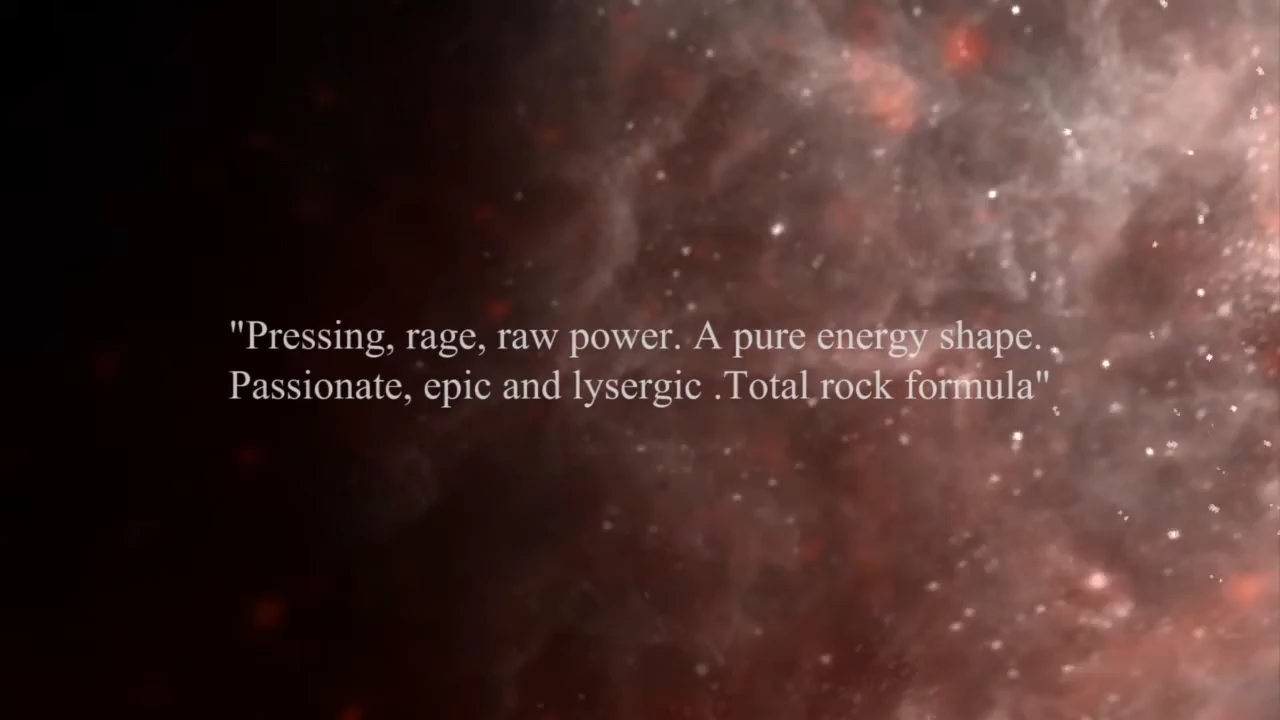 "Pressing, rage, raw power. A pure energy shape.
Passionate, epic and lysergic .Total rock formula"